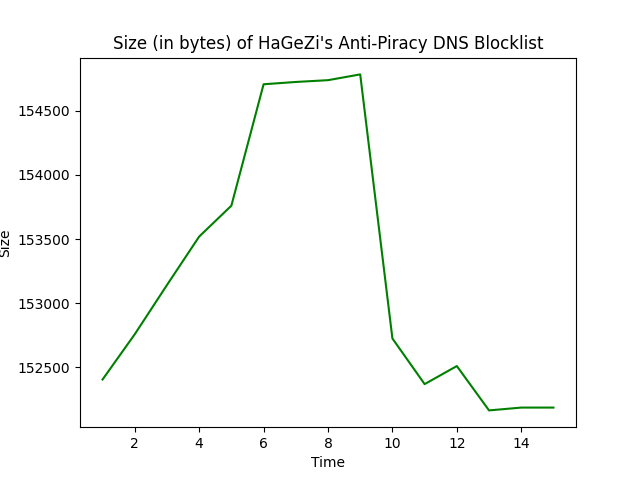 Size (in bytes) of HaGeZi's Anti-Piracy DNS Blocklist
154500
154000
153500
153000
152500
Size
2 4 6 8 10 12 14
Time